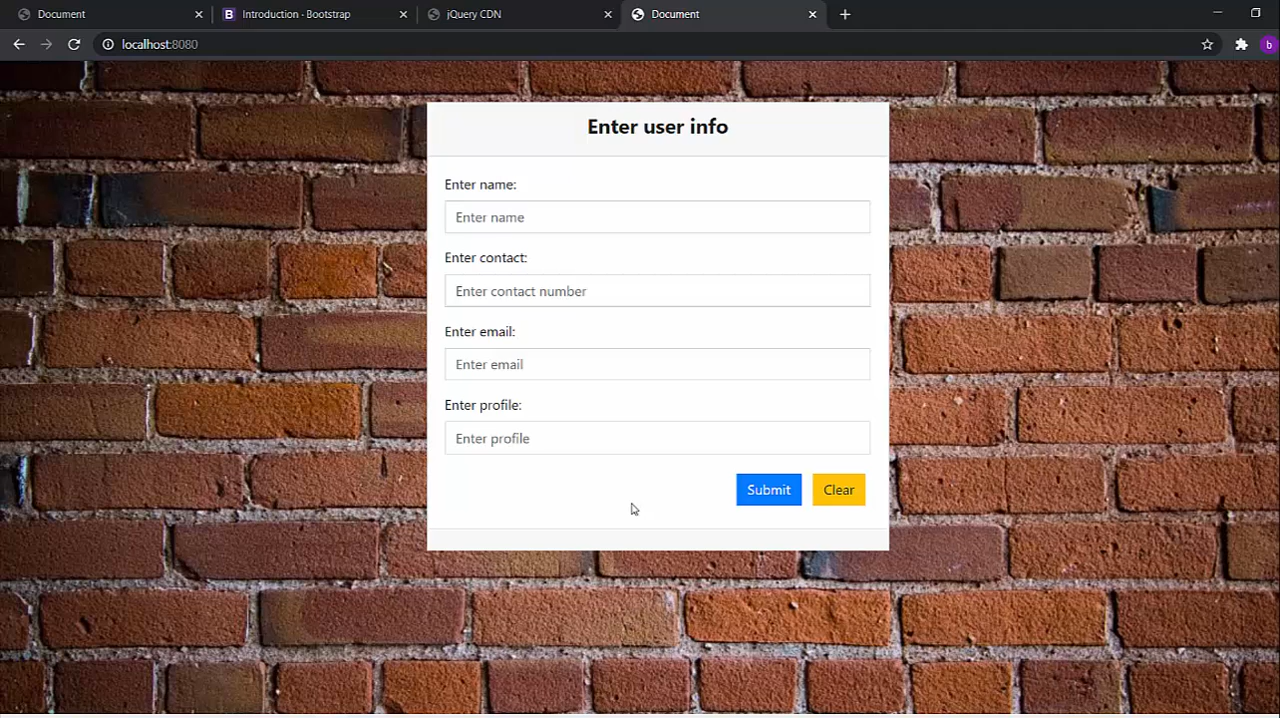 Document
Introduction - Bootstrap
jQuery CDN
Document
localhost:8080
b
Enter user info
Enter name:
Enter name
Enter contact:
Enter contact number
Enter email:
Enter email
Enter profile:
Enter profile
Submit
Clear